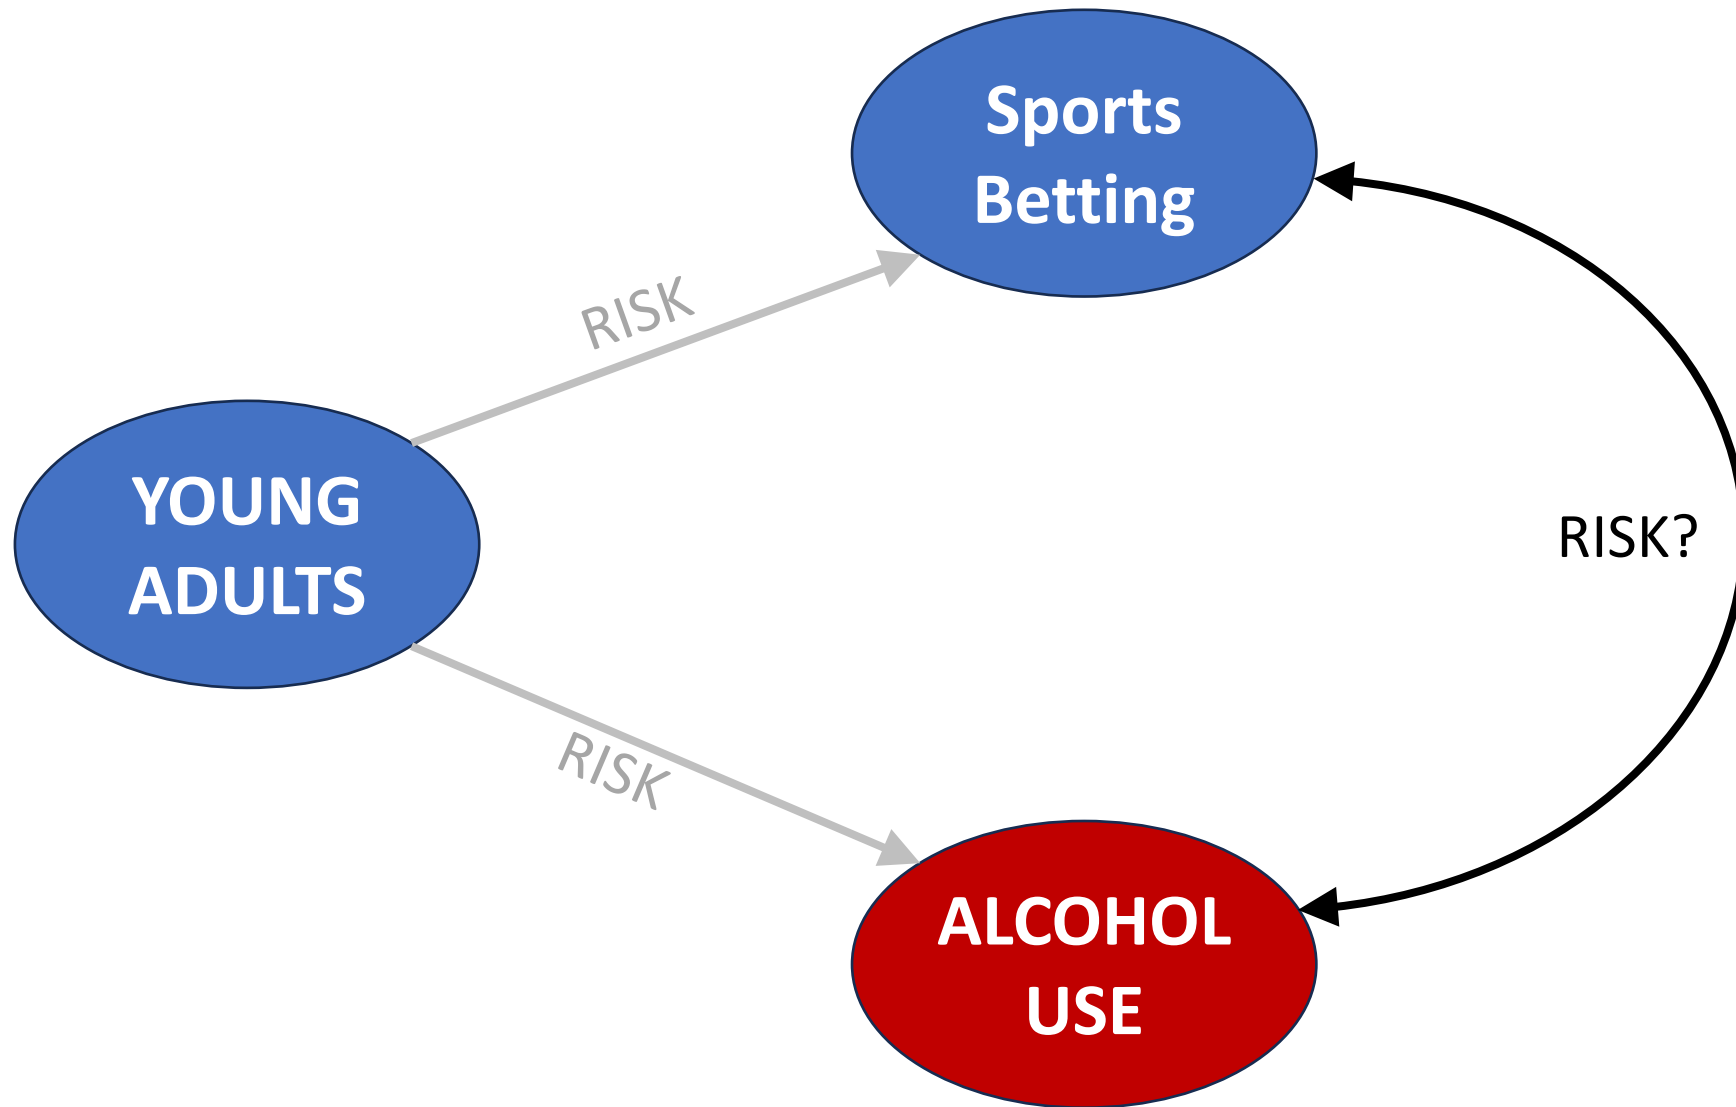 Sports
Betting
RISK
YOUNG
ADULTS
RISK?
RISK
ALCOHOL
USE